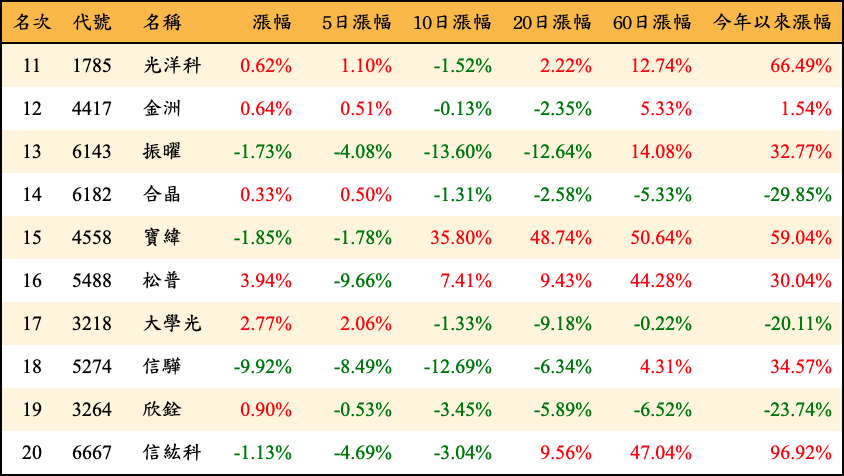 名次 代號 名稱 漲幅 5日漲幅 10日漲幅 20日漲幅 60日漲幅 今年以來漲幅
11 1785 光洋科 0.62% 1.10% -1.52% 2.22% 12.74% 66.49%
12 4417 金洲 0.64% 0.51% -0.13% -2.35% 5.33% 1.54%
13 6143 振曜 -1.73% -4.08% -13.60% -12.64% 14.08% 32.77%
14 6182 合晶 0.33% 0.50% -1.31% -2.58% -5.33% -29.85%
15 4558 寶緯 -1.85% -1.78% 35.80% 48.74% 50.64% 59.04%
16 5488 松普 3.94% -9.66% 7.41% 9.43% 44.28% 30.04%
17 3218 大學光 2.77% 2.06% -1.33% -9.18% -0.22% -20.11%
18 5274 信驊 -9.92% -8.49% -12.69% -6.34% 4.31% 34.57%
19 3264 欣銓 0.90% -0.53% -3.45% -5.89% -6.52% -23.74%
20 6667 信紘科 -1.13% -4.69% -3.04% 9.56% 47.04% 96.92%